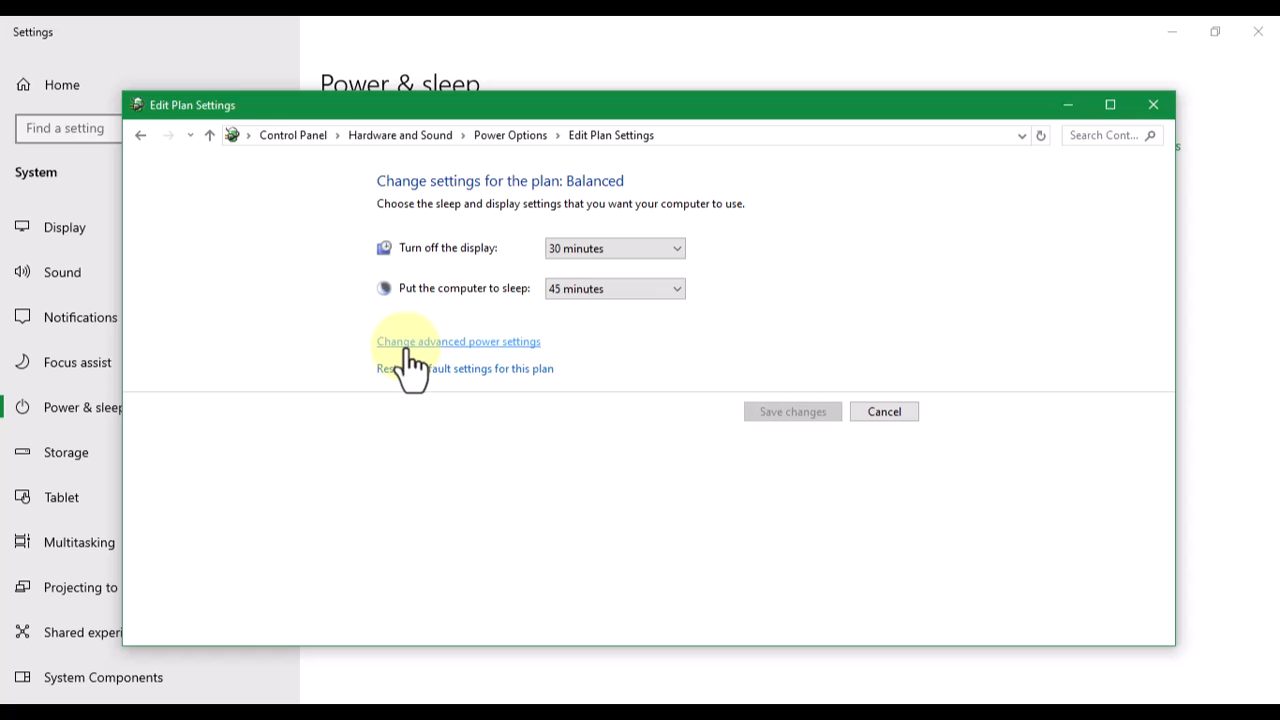 Settings
Home
Power & sleep
Edit Plan Settings
Find a setting
Control Panel > Hardware and Sound > Power Options > Edit Plan Settings
Search Cont...
s
System
Change settings for the plan: Balanced
Choose the sleep and display settings that you want your computer to use.
Display
Turn off the display:
30 minutes
Sound
Put the computer to sleep:
45 minutes
Notifications
Change advanced power settings
Focus assist
Res ault settings for this plan
Power & sleep
Save changes
Cancel
Storage
Tablet
Multitasking
Projecting to
Shared experi
System Components